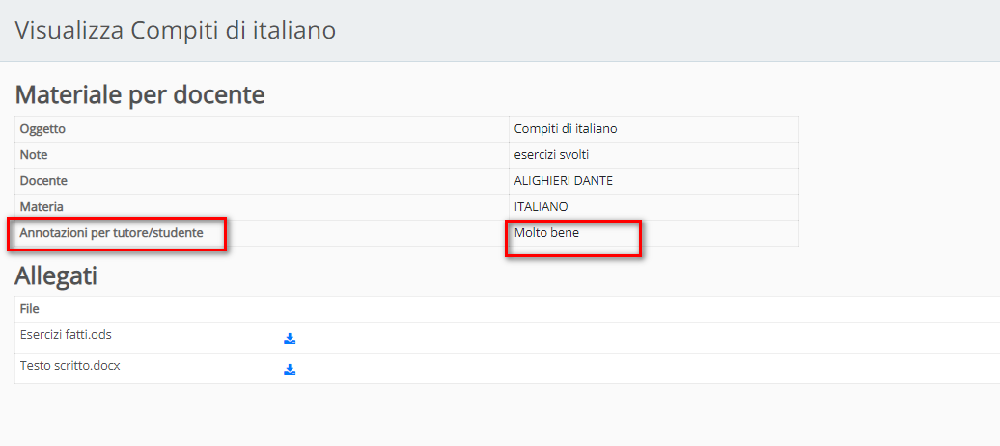 Visualizza Compiti di italiano
Materiale per docente
Oggetto Compiti di italiano
Note esercizi svolti
Docente ALIGHIERI DANTE
Materia ITALIANO
Annotazioni per tutore/studente Molto bene
Allegati
File
Esercizi fatti.ods
Testo scritto.docx